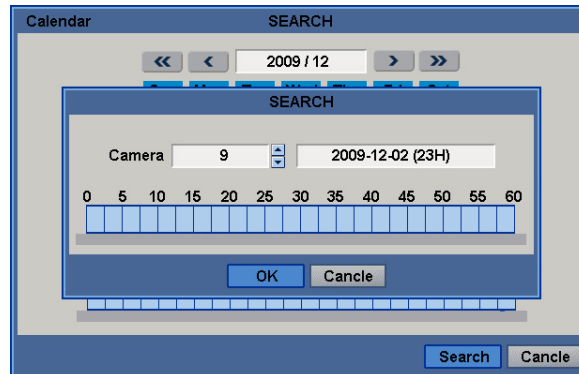 Calendar SEARCH
« < 2009 / 12 > »
SEARCH
Camera 9 2009-12-02 (23H)
0 5 10 15 20 25 30 35 40 45 50 55 60
OK Cancle
Search Cancle